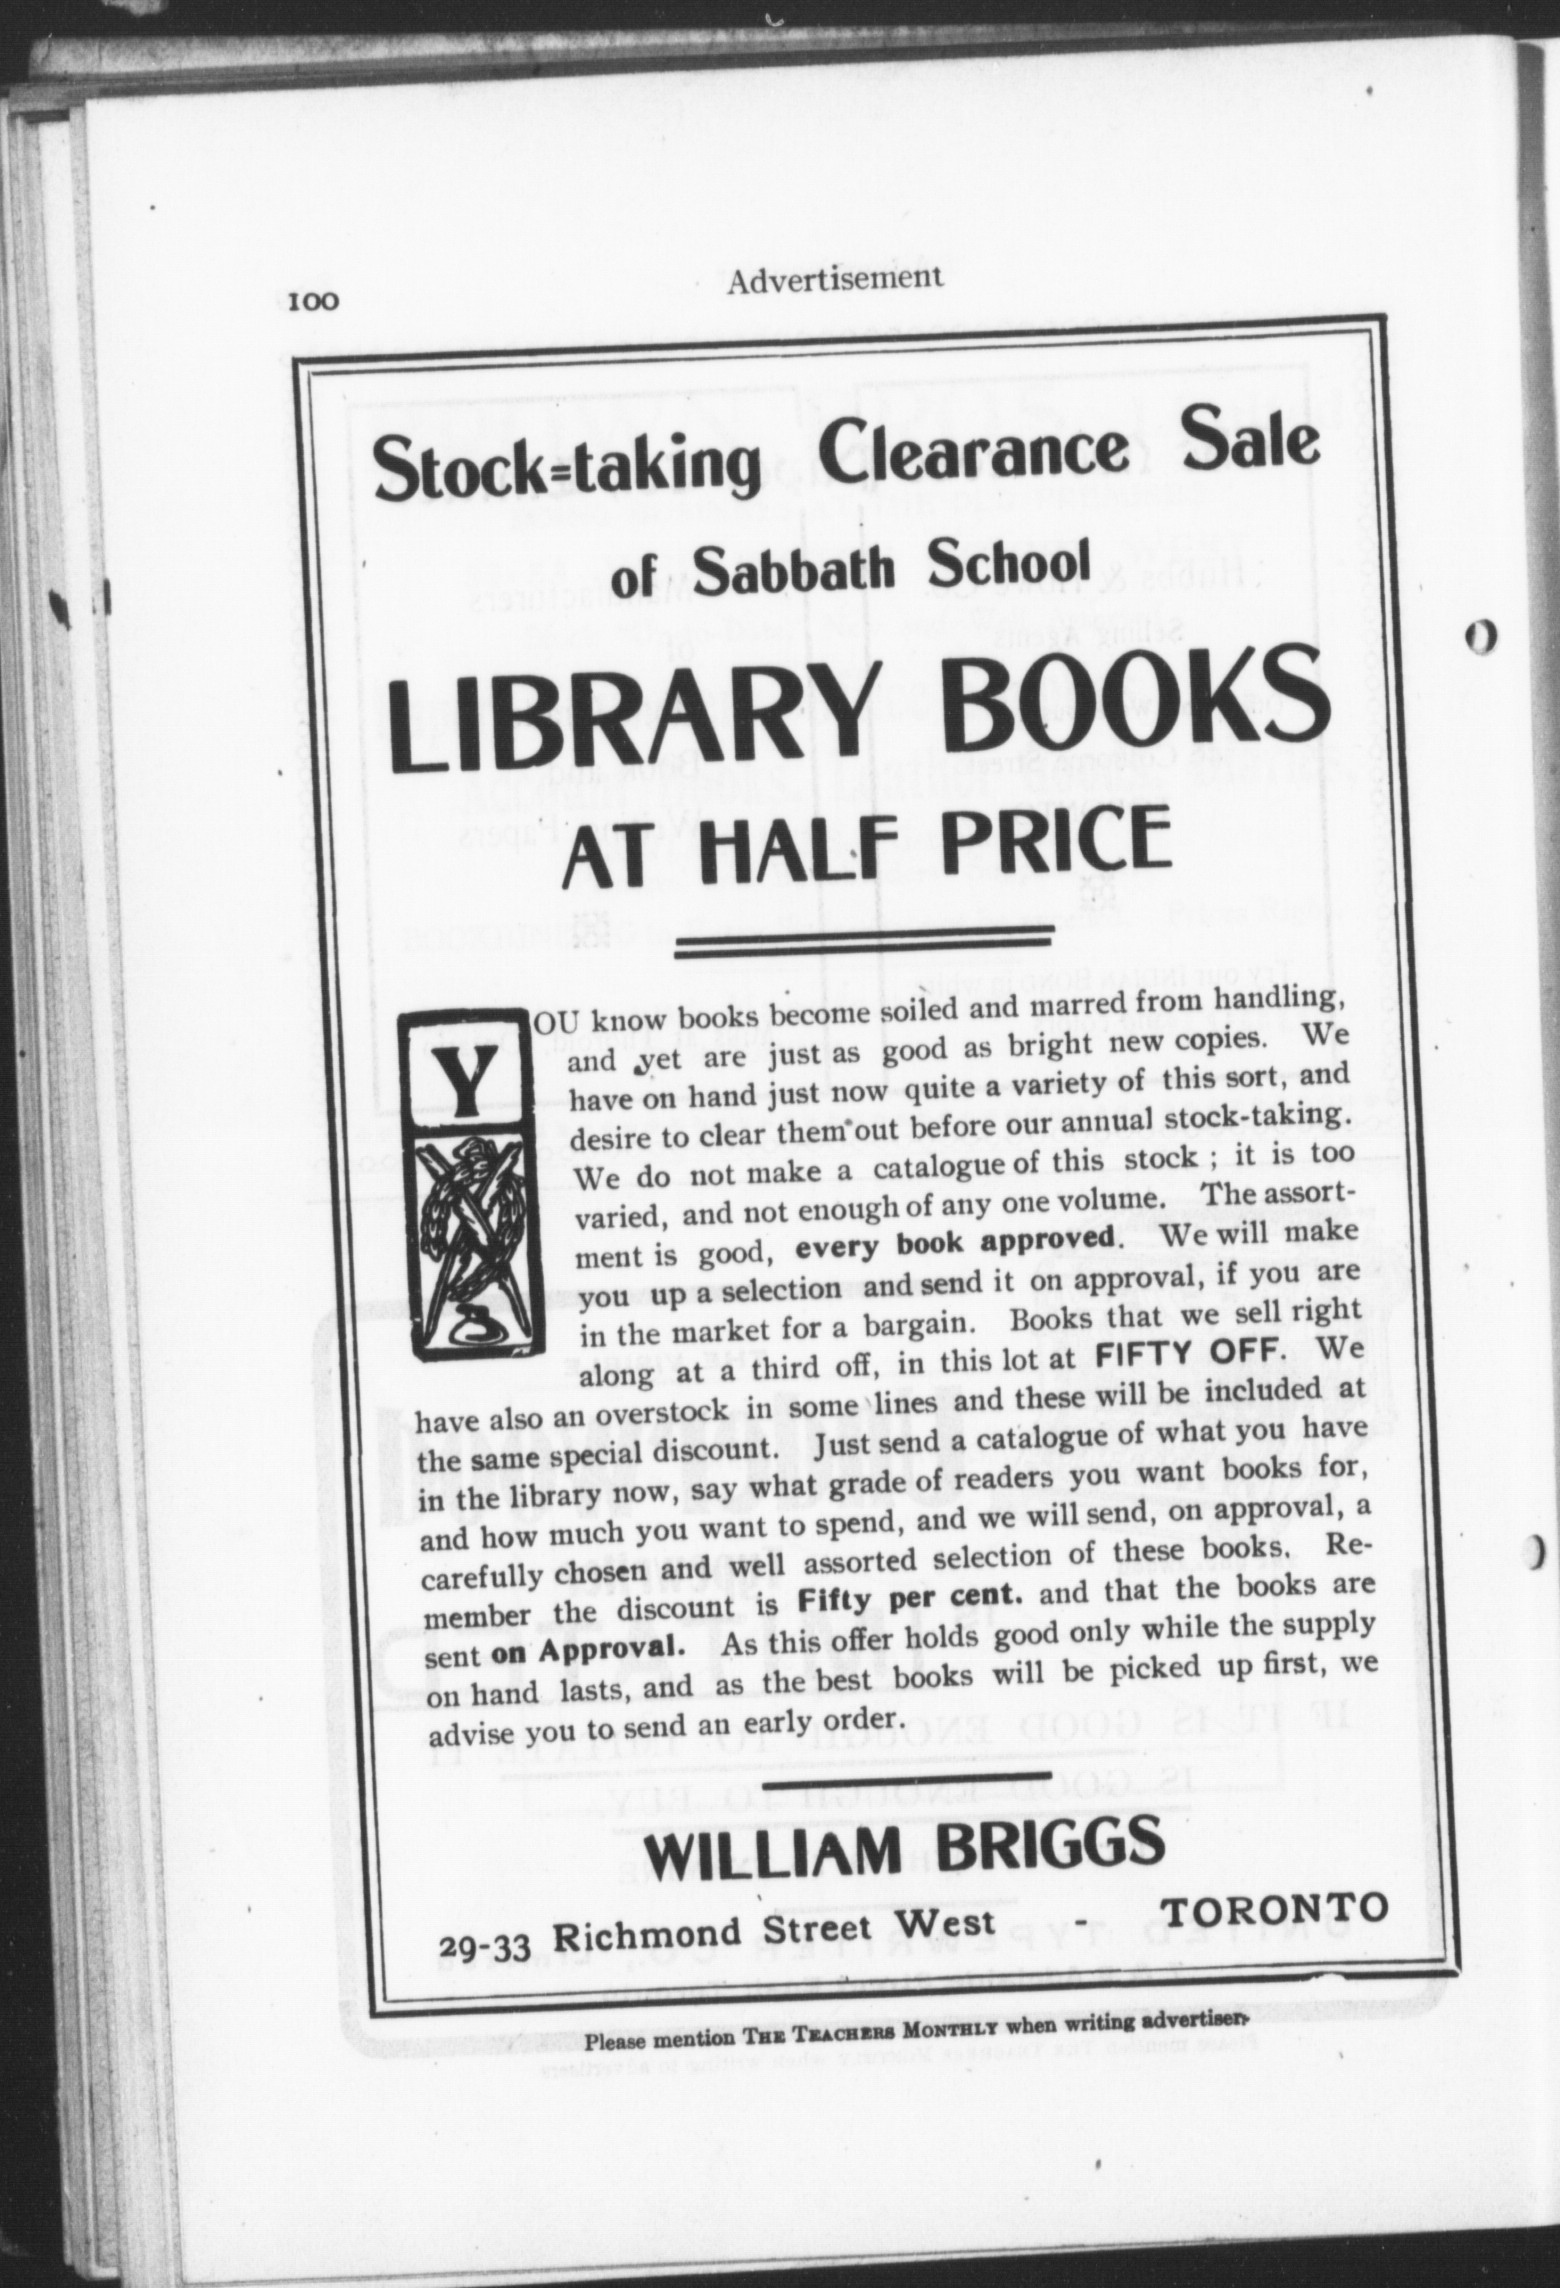 Advertisement
100
Stock=taking Clearance Sale
of Sabbath School
LIBRARY BOOKS
AT HALF PRICE
YOU know books become soiled and marred from handling,
and yet are just as good as bright new copies. We
have on hand just now quite a variety of this sort, and
desire to clear them out before our annual stock-taking.
We do not make a catalogue of this stock ; it is too
varied, and not enough of any one volume. The assort-
ment is good, every book approved. We will make
you up a selection and send it on approval, if you are
in the market for a bargain. Books that we sell right
along at a third off, in this lot at FIFTY OFF. We
have also an overstock in some lines and these will be included at
the same special discount. Just send a catalogue of what you have
in the library now, say what grade of readers you want books for,
and how much you want to spend, and we will send, on approval, a
carefully chosen and well assorted selection of these books. Re-
member the discount is Fifty per cent. and that the books are
sent on Approval. As this offer holds good only while the supply
on hand lasts, and as the best books will be picked up first, we
advise you to send an early order.
WILLIAM BRIGGS
29-33 Richmond Street West - TORONTO
Please mention THE TEACHERS MONTHLY when writing advertisers